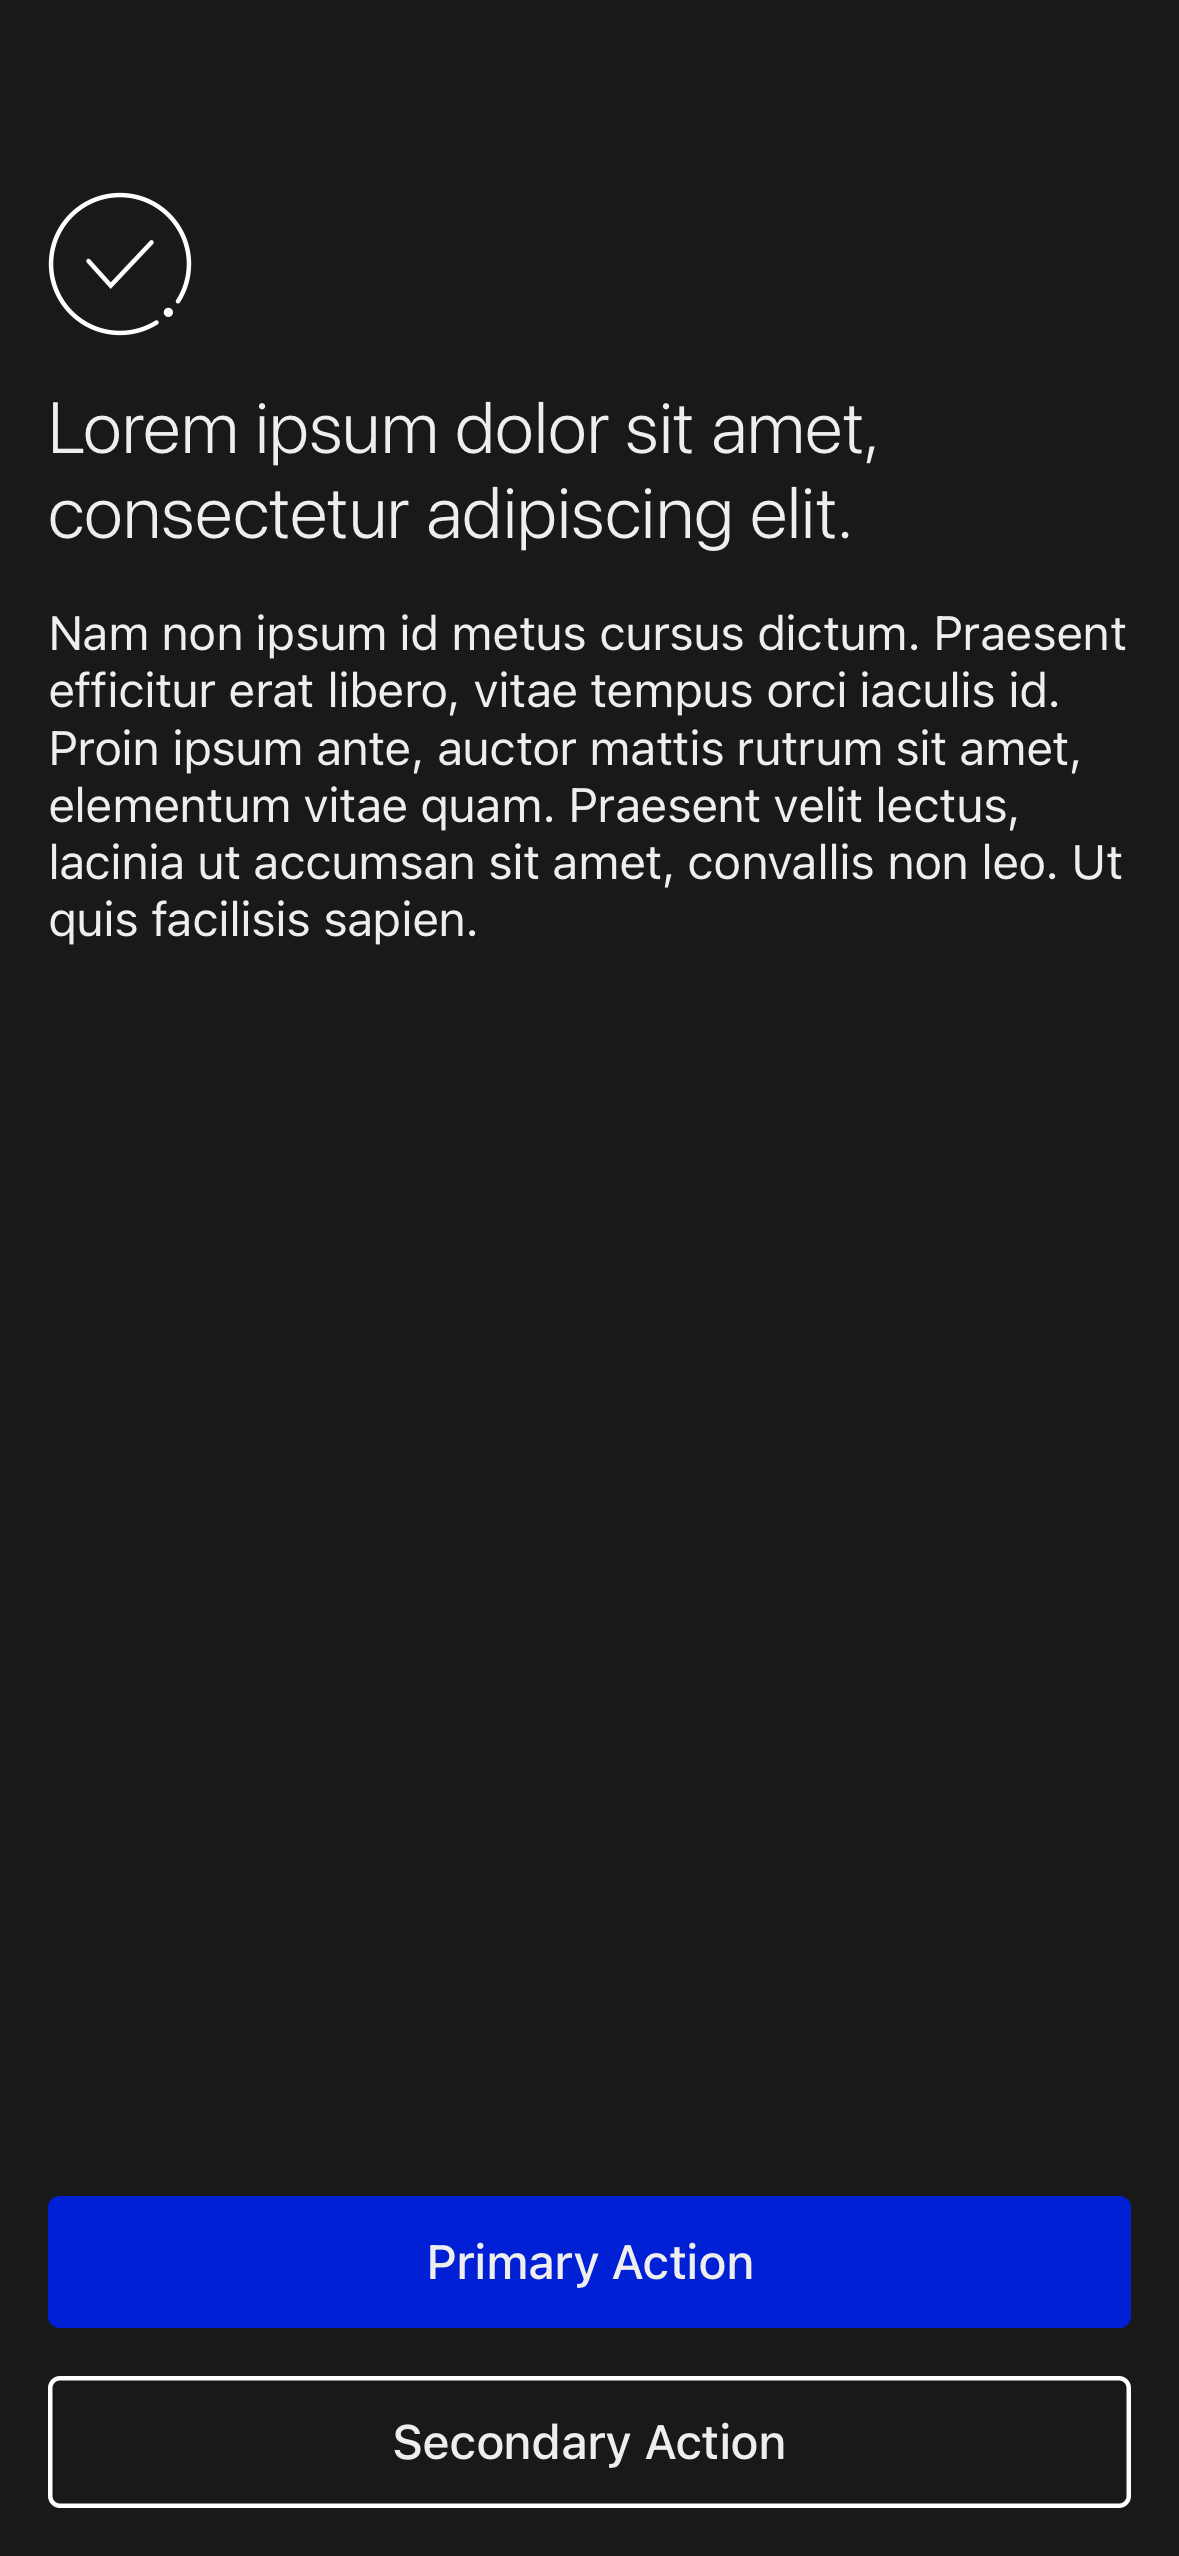 Lorem ipsum dolor sit amet,
consectetur adipiscing elit.
Nam non ipsum id metus cursus dictum. Praesent
efficitur erat libero, vitae tempus orci iaculis id.
Proin ipsum ante, auctor mattis rutrum sit amet,
elementum vitae quam. Praesent velit lectus,
lacinia ut accumsan sit amet, convallis non leo. Ut
quis facilisis sapien.
Primary Action
Secondary Action